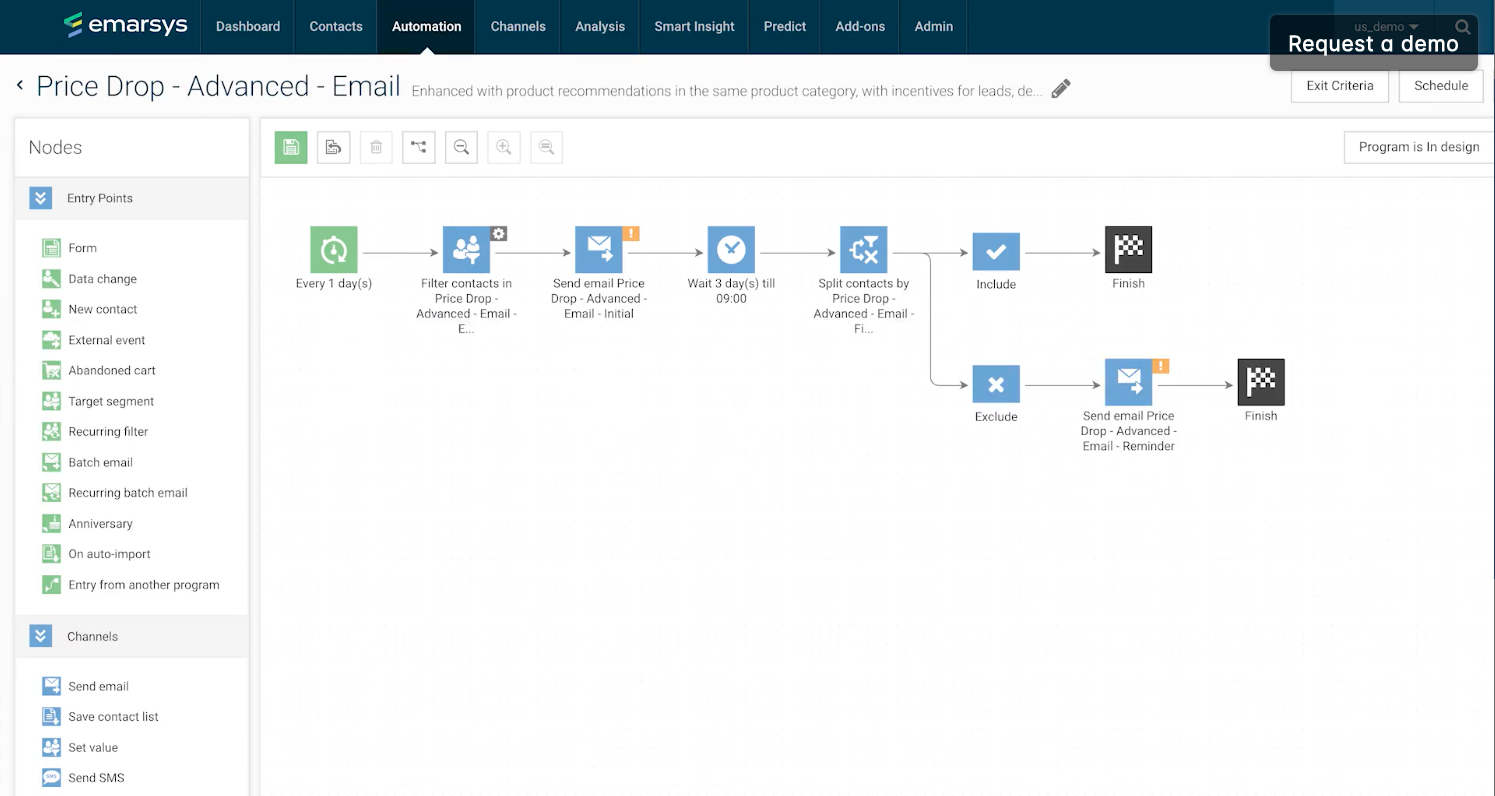 emarsys
Dashboard
Contacts
Automation
Channels
Analysis
Smart Insight
Predict
Add-ons
Admin
us_demo
Request a demo
Price Drop - Advanced - Email
Enhanced with product recommendations in the same product category, with incentives for leads, de...
Exit Criteria
Schedule
Nodes
Program is In design
Entry Points
Form
Data change
New contact
External event
Abandoned cart
Target segment
Recurring filter
Batch email
Recurring batch email
Anniversary
On auto-import
Entry from another program
Channels
Send email
Save contact list
Set value
SMS
Send SMS
Every 1 day(s)
Filter contacts in
Price Drop -
Advanced - Email -
E...
!
Send email Price
Drop - Advanced -
Email - Initial
Wait 3 day(s) till
09:00
Split contacts by
Price Drop -
Advanced - Email -
Fi...
Include
Finish
Exclude
!
Send email Price
Drop - Advanced -
Email - Reminder
Finish